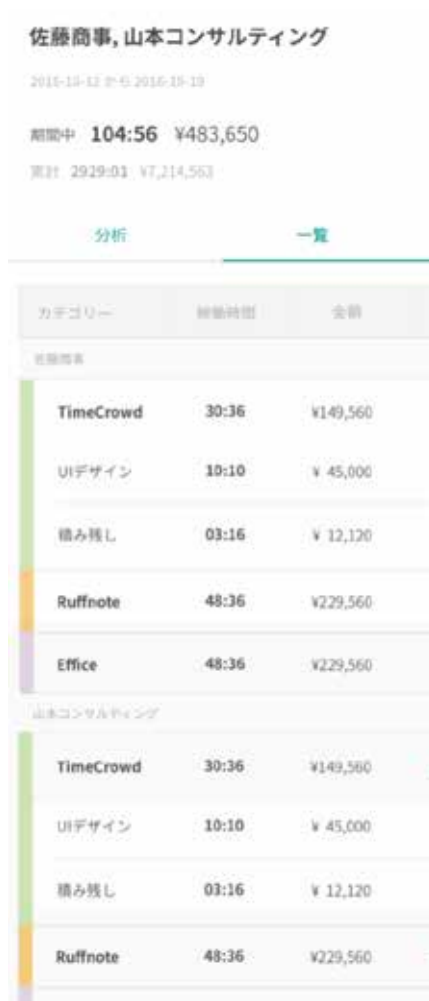 佐藤商事, 山本コンサルティング
期間中 104:56 ¥483,650
累計 2929:01 ¥7,214,563
分析 一覧
カテゴリー 稼働時間 金額
佐藤商事
TimeCrowd 30:36 ¥149,560
UIデザイン 10:10 ¥ 45,000
積み残し 03:16 ¥ 12,120
Ruffnote 48:36 ¥229,560
Effice 48:36 ¥229,560
山本コンサルティング
TimeCrowd 30:36 ¥149,560
UIデザイン 10:10 ¥ 45,000
積み残し 03:16 ¥ 12,120
Ruffnote 48:36 ¥229,560